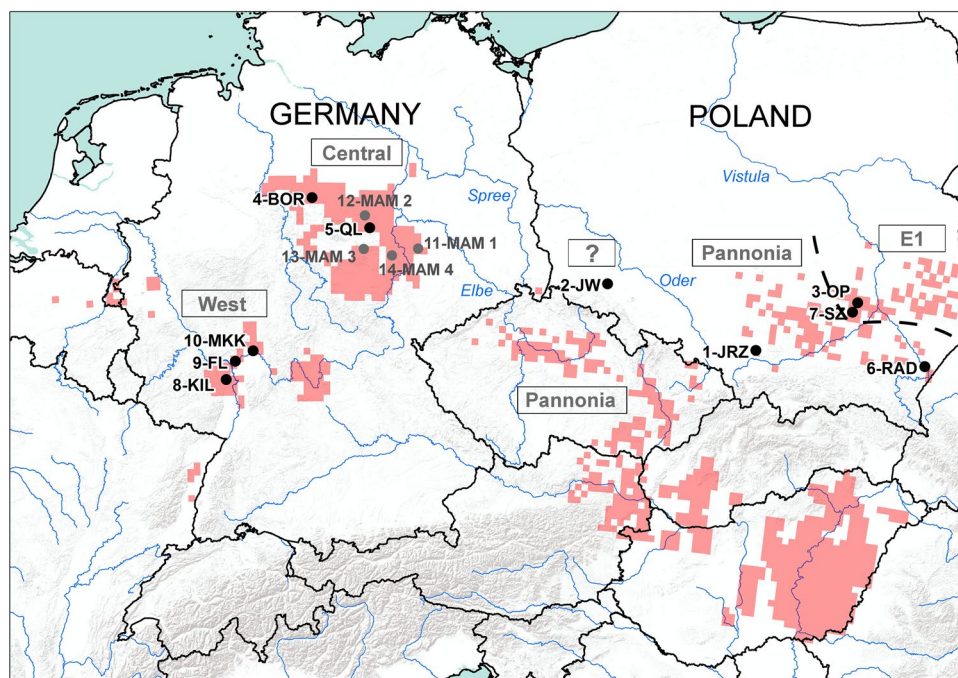 GERMANY
POLAND
Central
Vistula
4-BOR
12-MAM 2
Spree
5-QL
11-MAM 1
?
Pannonia
E1
13-MAM 3
14-MAM 4
2-JW
Oder
Elbe
3-OP
7-SZ
West
10-MKK
1-JRZ
9-FL
6-RAD
8-KIL
Pannonia